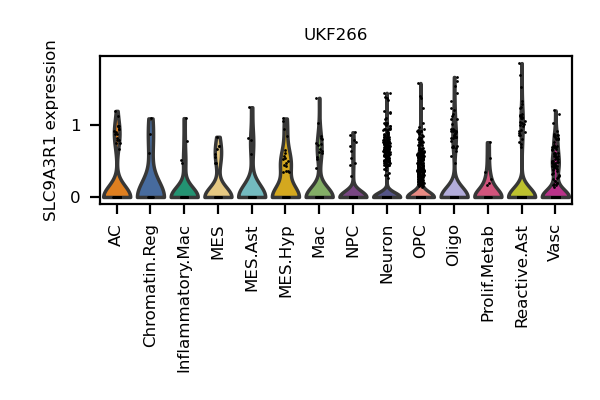 UKF266
SLC9A3R1 expression
1
0
AC
Chromatin.Reg
Inflammatory.Mac
MES
MES.Ast
MES.Hyp
Mac
NPC
Neuron
OPC
Oligo
Prolif.Metab
Reactive.Ast
Vasc